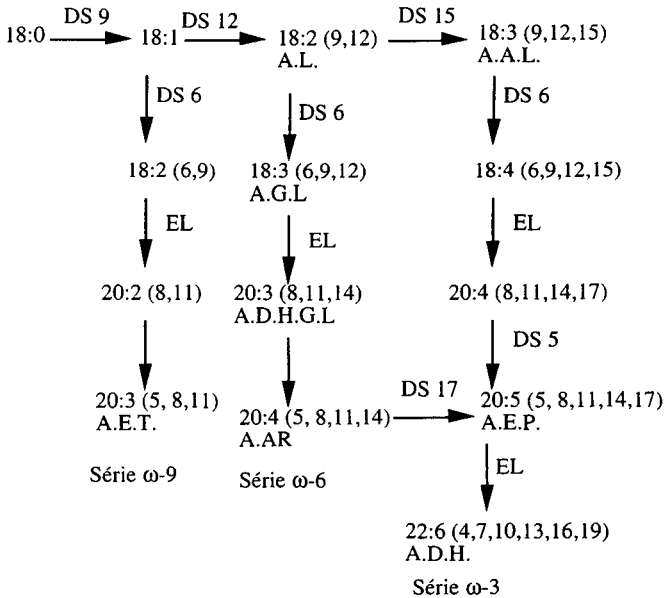 DS 9
DS 12
DS 15
18:0
18:1
18:2 (9,12)
A.L.
18:3 (9,12,15)
A.A.L.
DS 6
DS 6
DS 6
18:2 (6,9)
18:3 (6,9,12)
A.G.L
18:4 (6,9,12,15)
EL
EL
EL
20:2 (8,11)
20:3 (8,11,14)
A.D.H.G.L
20:4 (8,11,14,17)
DS 5
DS 17
20:3 (5, 8,11)
A.E.T.
20:4 (5, 8,11,14)
A.AR
20:5 (5, 8,11,14,17)
A.E.P.
EL
Série ω-9
Série ω-6
22:6 (4,7,10,13,16,19)
A.D.H.
Série ω-3